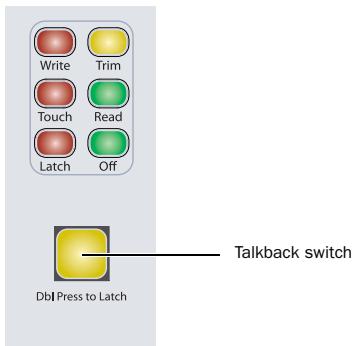 Write Trim
Touch Read
Latch Off
Talkback switch
Dbl Press to Latch